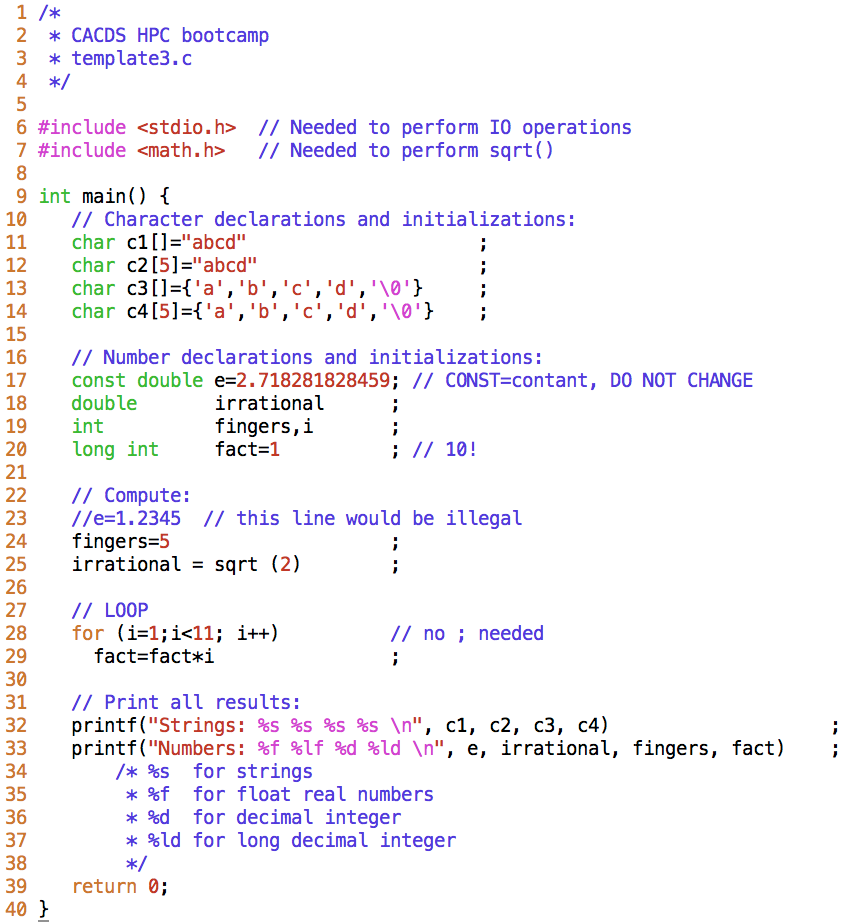 1 /*
2  * CACDS HPC bootcamp
3  * template3.c
4  */
5
6 #include <stdio.h>  // Needed to perform IO operations
7 #include <math.h>   // Needed to perform sqrt()
8
9 int main() {
10    // Character declarations and initializations:
11    char c1[]="abcd"                     ;
12    char c2[5]="abcd"                    ;
13    char c3[]={'a','b','c','d','\0'}     ;
14    char c4[5]={'a','b','c','d','\0'}    ;
15
16    // Number declarations and initializations:
17    const double e=2.718281828459; // CONST=contant, DO NOT CHANGE
18    double       irrational      ;
19    int          fingers,i       ;
20    long int     fact=1          ; // 10!
21
22    // Compute:
23    //e=1.2345  // this line would be illegal
24    fingers=5                    ;
25    irrational = sqrt (2)        ;
26
27    // LOOP
28    for (i=1;i<11; i++)          // no ; needed
29      fact=fact*i                ;
30
31    // Print all results:
32    printf("Strings: %s %s %s %s \n", c1, c2, c3, c4)                    ;
33    printf("Numbers: %f %lf %d %ld \n", e, irrational, fingers, fact)    ;
34        /* %s  for strings
35         * %f  for float real numbers
36         * %d  for decimal integer
37         * %ld for long decimal integer
38         */
39    return 0;
40 }